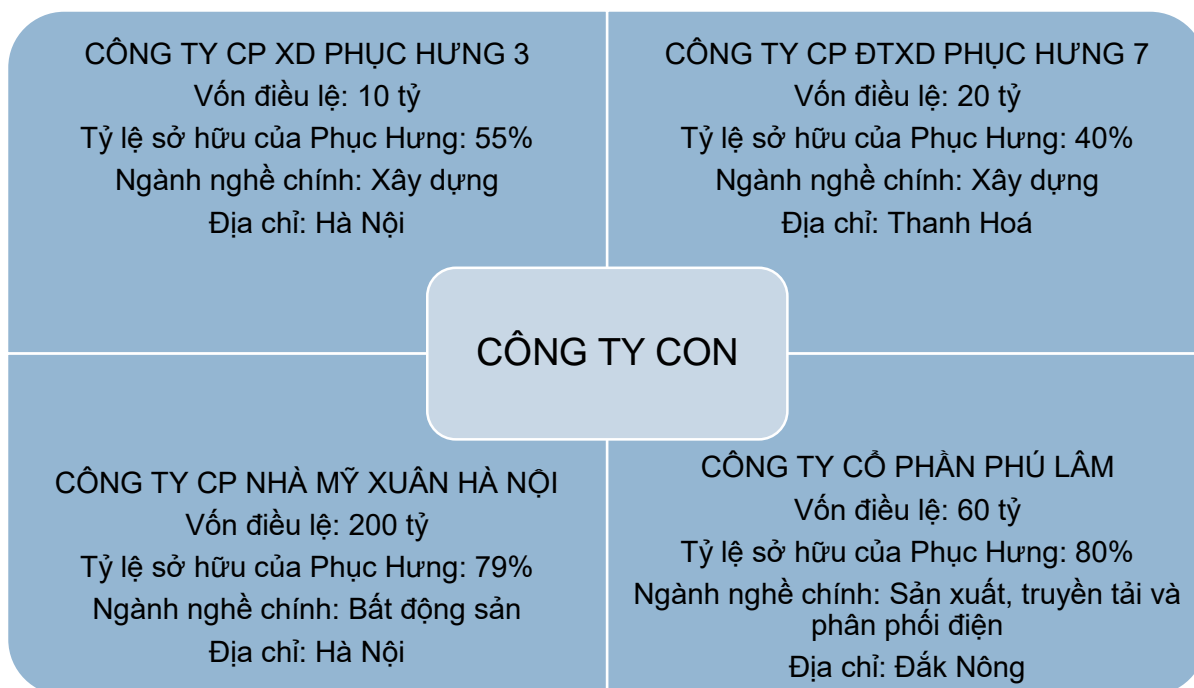 CÔNG TY CP XD PHỤC HƯNG 3
Vốn điều lệ: 10 tỷ
Tỷ lệ sở hữu của Phục Hưng: 55%
Ngành nghề chính: Xây dựng
Địa chỉ: Hà Nội
CÔNG TY CP ĐTXD PHỤC HƯNG 7
Vốn điều lệ: 20 tỷ
Tỷ lệ sở hữu của Phục Hưng: 40%
Ngành nghề chính: Xây dựng
Địa chỉ: Thanh Hoá
CÔNG TY CON
CÔNG TY CP NHÀ MỸ XUÂN HÀ NỘI
Vốn điều lệ: 200 tỷ
Tỷ lệ sở hữu của Phục Hưng: 79%
Ngành nghề chính: Bất động sản
Địa chỉ: Hà Nội
CÔNG TY CỔ PHẦN PHÚ LÂM
Vốn điều lệ: 60 tỷ
Tỷ lệ sở hữu của Phục Hưng: 80%
Ngành nghề chính: Sản xuất, truyền tải và
phân phối điện
Địa chỉ: Đắk Nông